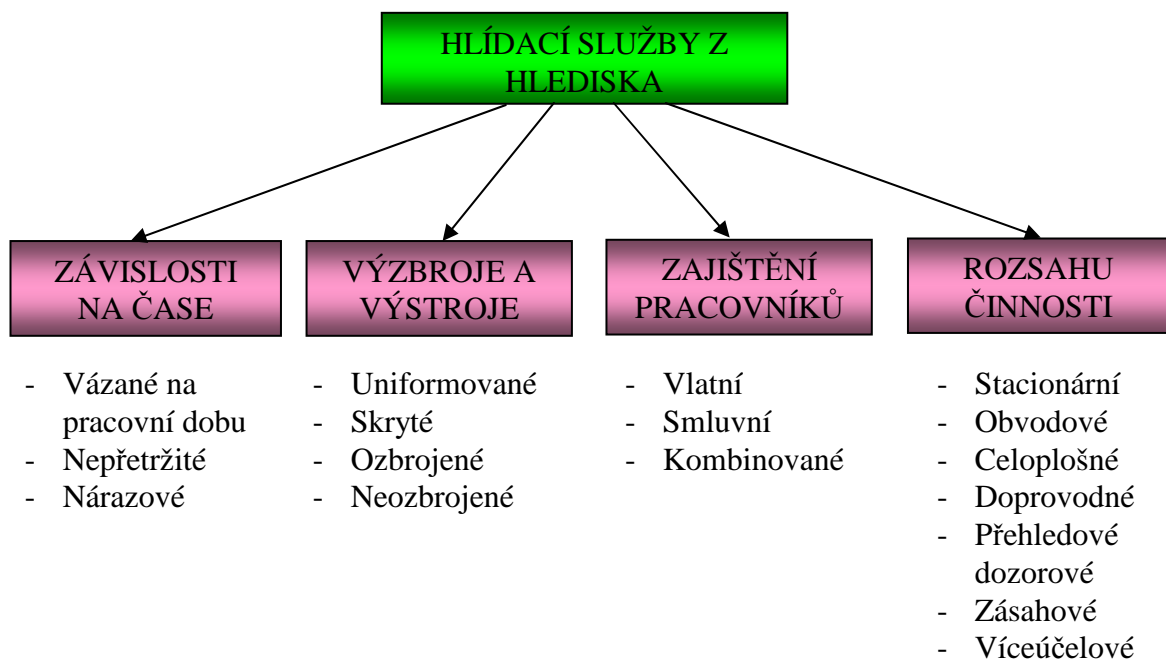 HLÍDACÍ SLUŽBY Z
HLEDISKA
ZÁVISLOSTI
NA ČASE
- Vázané na
pracovní dobu
- Nepřetržité
- Nárazové
VÝZBROJE A
VÝSTROJE
- Uniformované
- Skryté
- Ozbrojené
- Neozbrojené
ZAJIŠTĚNÍ
PRACOVNÍKŮ
- Vlatní
- Smluvní
- Kombinované
ROZSAHU
ČINNOSTI
- Stacionární
- Obvodové
- Celoplošné
- Doprovodné
- Přehledové
dozorové
- Zásahové
- Víceúčelové